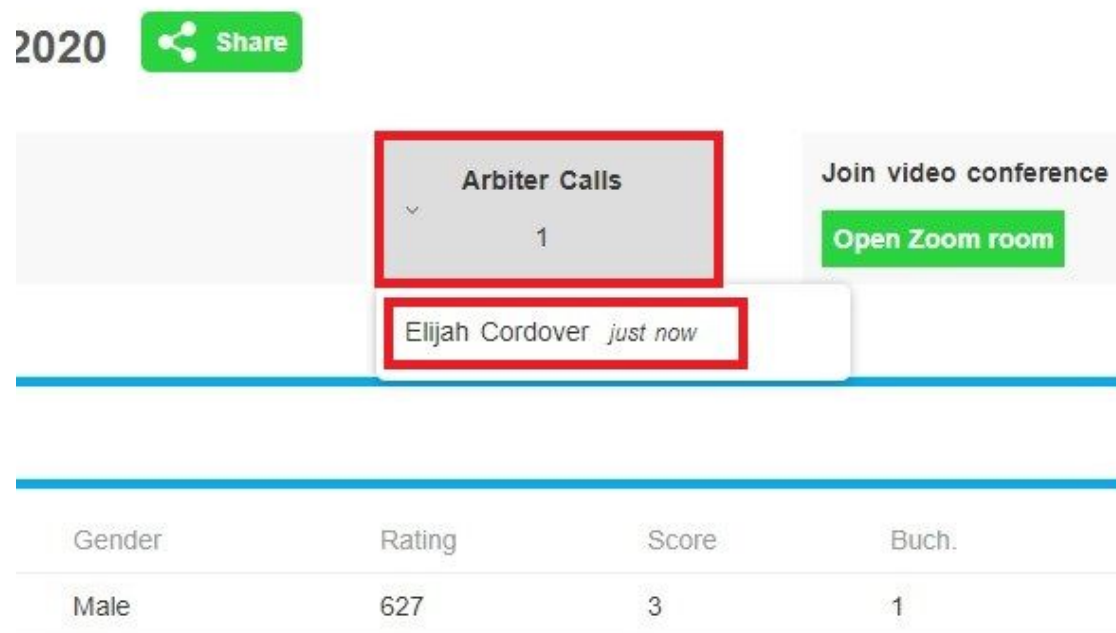 2020 Share
Arbiter Calls
1
Join video conference
Open Zoom room
Elijah Cordover just now
Gender Rating Score Buch.
Male 627 3 1